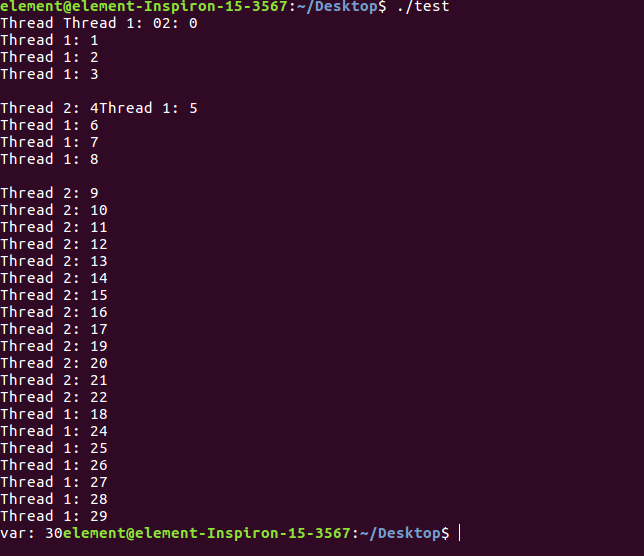 element@element-Inspiron-15-3567:~/Desktop$ ./test
Thread Thread 1: 02: 0
Thread 1: 1
Thread 1: 2
Thread 1: 3
Thread 2: 4Thread 1: 5
Thread 1: 6
Thread 1: 7
Thread 1: 8
Thread 2: 9
Thread 2: 10
Thread 2: 11
Thread 2: 12
Thread 2: 13
Thread 2: 14
Thread 2: 15
Thread 2: 16
Thread 2: 17
Thread 2: 19
Thread 2: 20
Thread 2: 21
Thread 2: 22
Thread 1: 18
Thread 1: 24
Thread 1: 25
Thread 1: 26
Thread 1: 27
Thread 1: 28
Thread 1: 29
var: 30element@element-Inspiron-15-3567:~/Desktop$